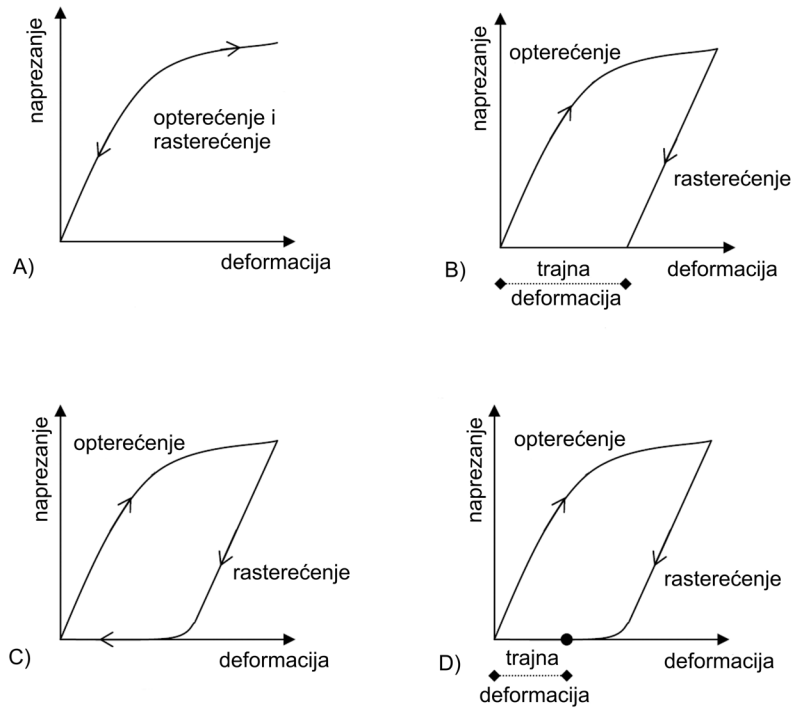 naprezanje
opterećenje i
rasterećenje
deformacija
A)
naprezanje
opterećenje
rasterećenje
B)
trajna
deformacija
deformacija
naprezanje
opterećenje
rasterećenje
C)
deformacija
naprezanje
opterećenje
rasterećenje
D)
trajna
deformacija
deformacija